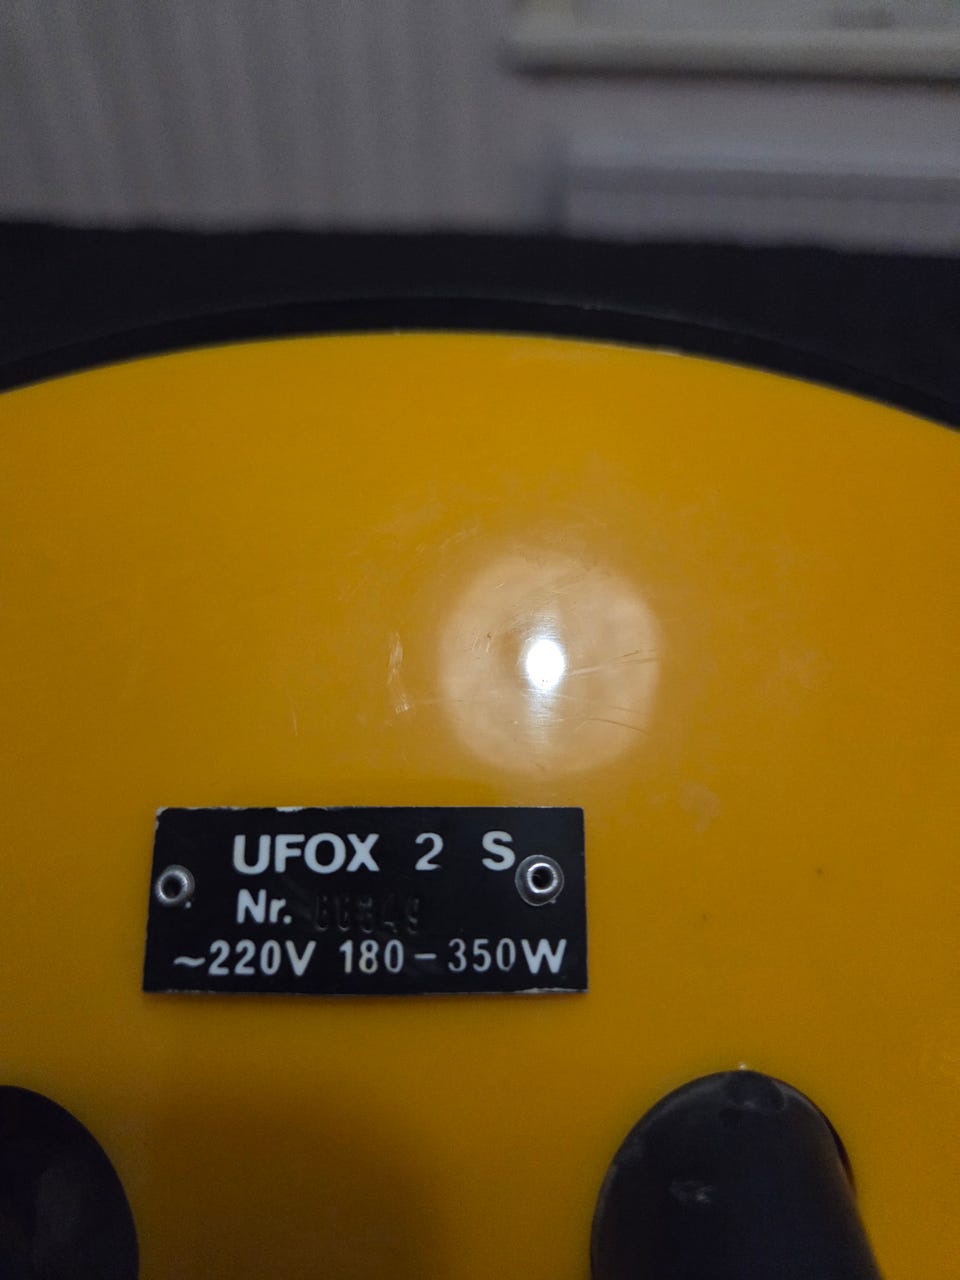 UFOX 2 S
Nr.
~220V 180-350W